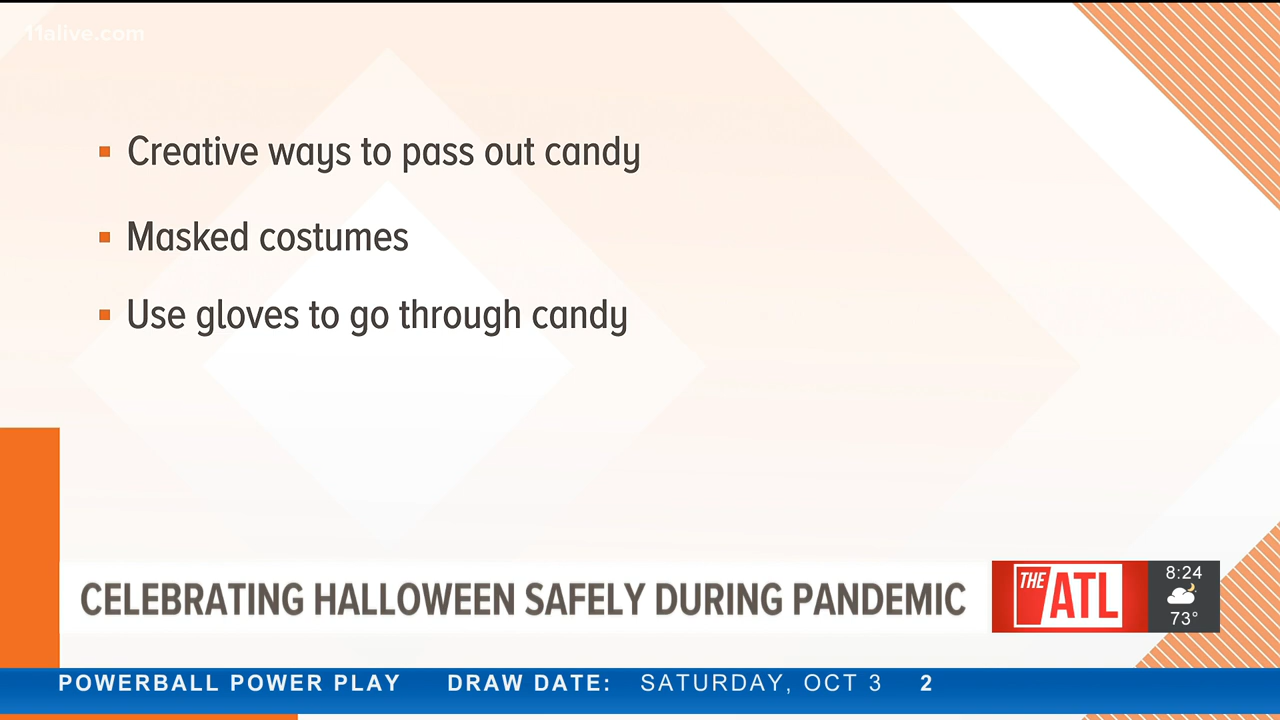 11alive.com
Creative ways to pass out candy
Masked costumes
Use gloves to go through candy
CELEBRATING HALLOWEEN SAFELY DURING PANDEMIC
THE ATL
8:24
73°
POWERBALL POWER PLAY DRAW DATE: SATURDAY, OCT 3 2